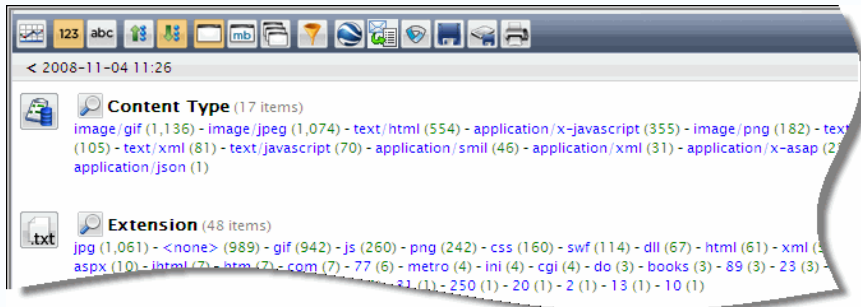 123 abc mb
< 2008-11-04 11:26
Content Type (17 items)
image/gif (1,136) - image/jpeg (1,074) - text/html (554) - application/x-javascript (355) - image/png (182) - text
(105) - text/xml (81) - text/javascript (70) - application/smil (46) - application/xml (31) - application/x-asap
application/json (1)
.txt
Extension (48 items)
jpg (1,061) - <none> (989) - gif (942) - js (260) - png (242) - css (160) - swf (114) - dll (67) - html (61) - xml
aspx (10) - jhtml (7) - htm (7) - com (7) - 77 (6) - metro (4) - ini (4) - cgi (4) - do (3) - books (3) - 89 (3) - 23 (3) -
(1) - 250 (1) - 20 (1) - 2 (1) - 13 (1) - 10 (1)